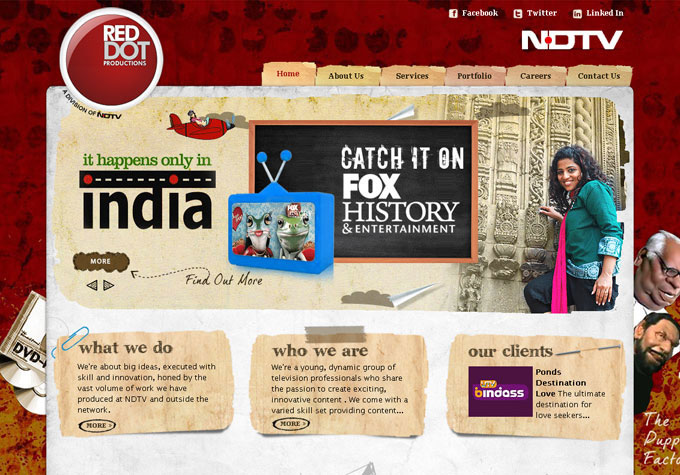 Facebook Twitter Linked In
RED
DOT
PRODUCTIONS
A DIVISION OF NDTV
NDTV
Home About Us Services Portfolio Careers Contact Us
it happens only in
india
CATCH IT ON
FOX
HISTORY
& ENTERTAINMENT
FOX
MORE
Find Out More
DVD-
what we do
We're about big ideas, executed with
skill and innovation, honed by the
vast volume of work we have
produced at NDTV and outside the
network.
MORE >
who we are
We're a young, dynamic group of
television professionals who share
the passion to create exciting,
innovative content . We come with a
varied skill set providing content...
MORE >
our clients
bindass
Ponds
Destination
Love The ultimate
destination for
love seekers...
The
Dupp
Facto